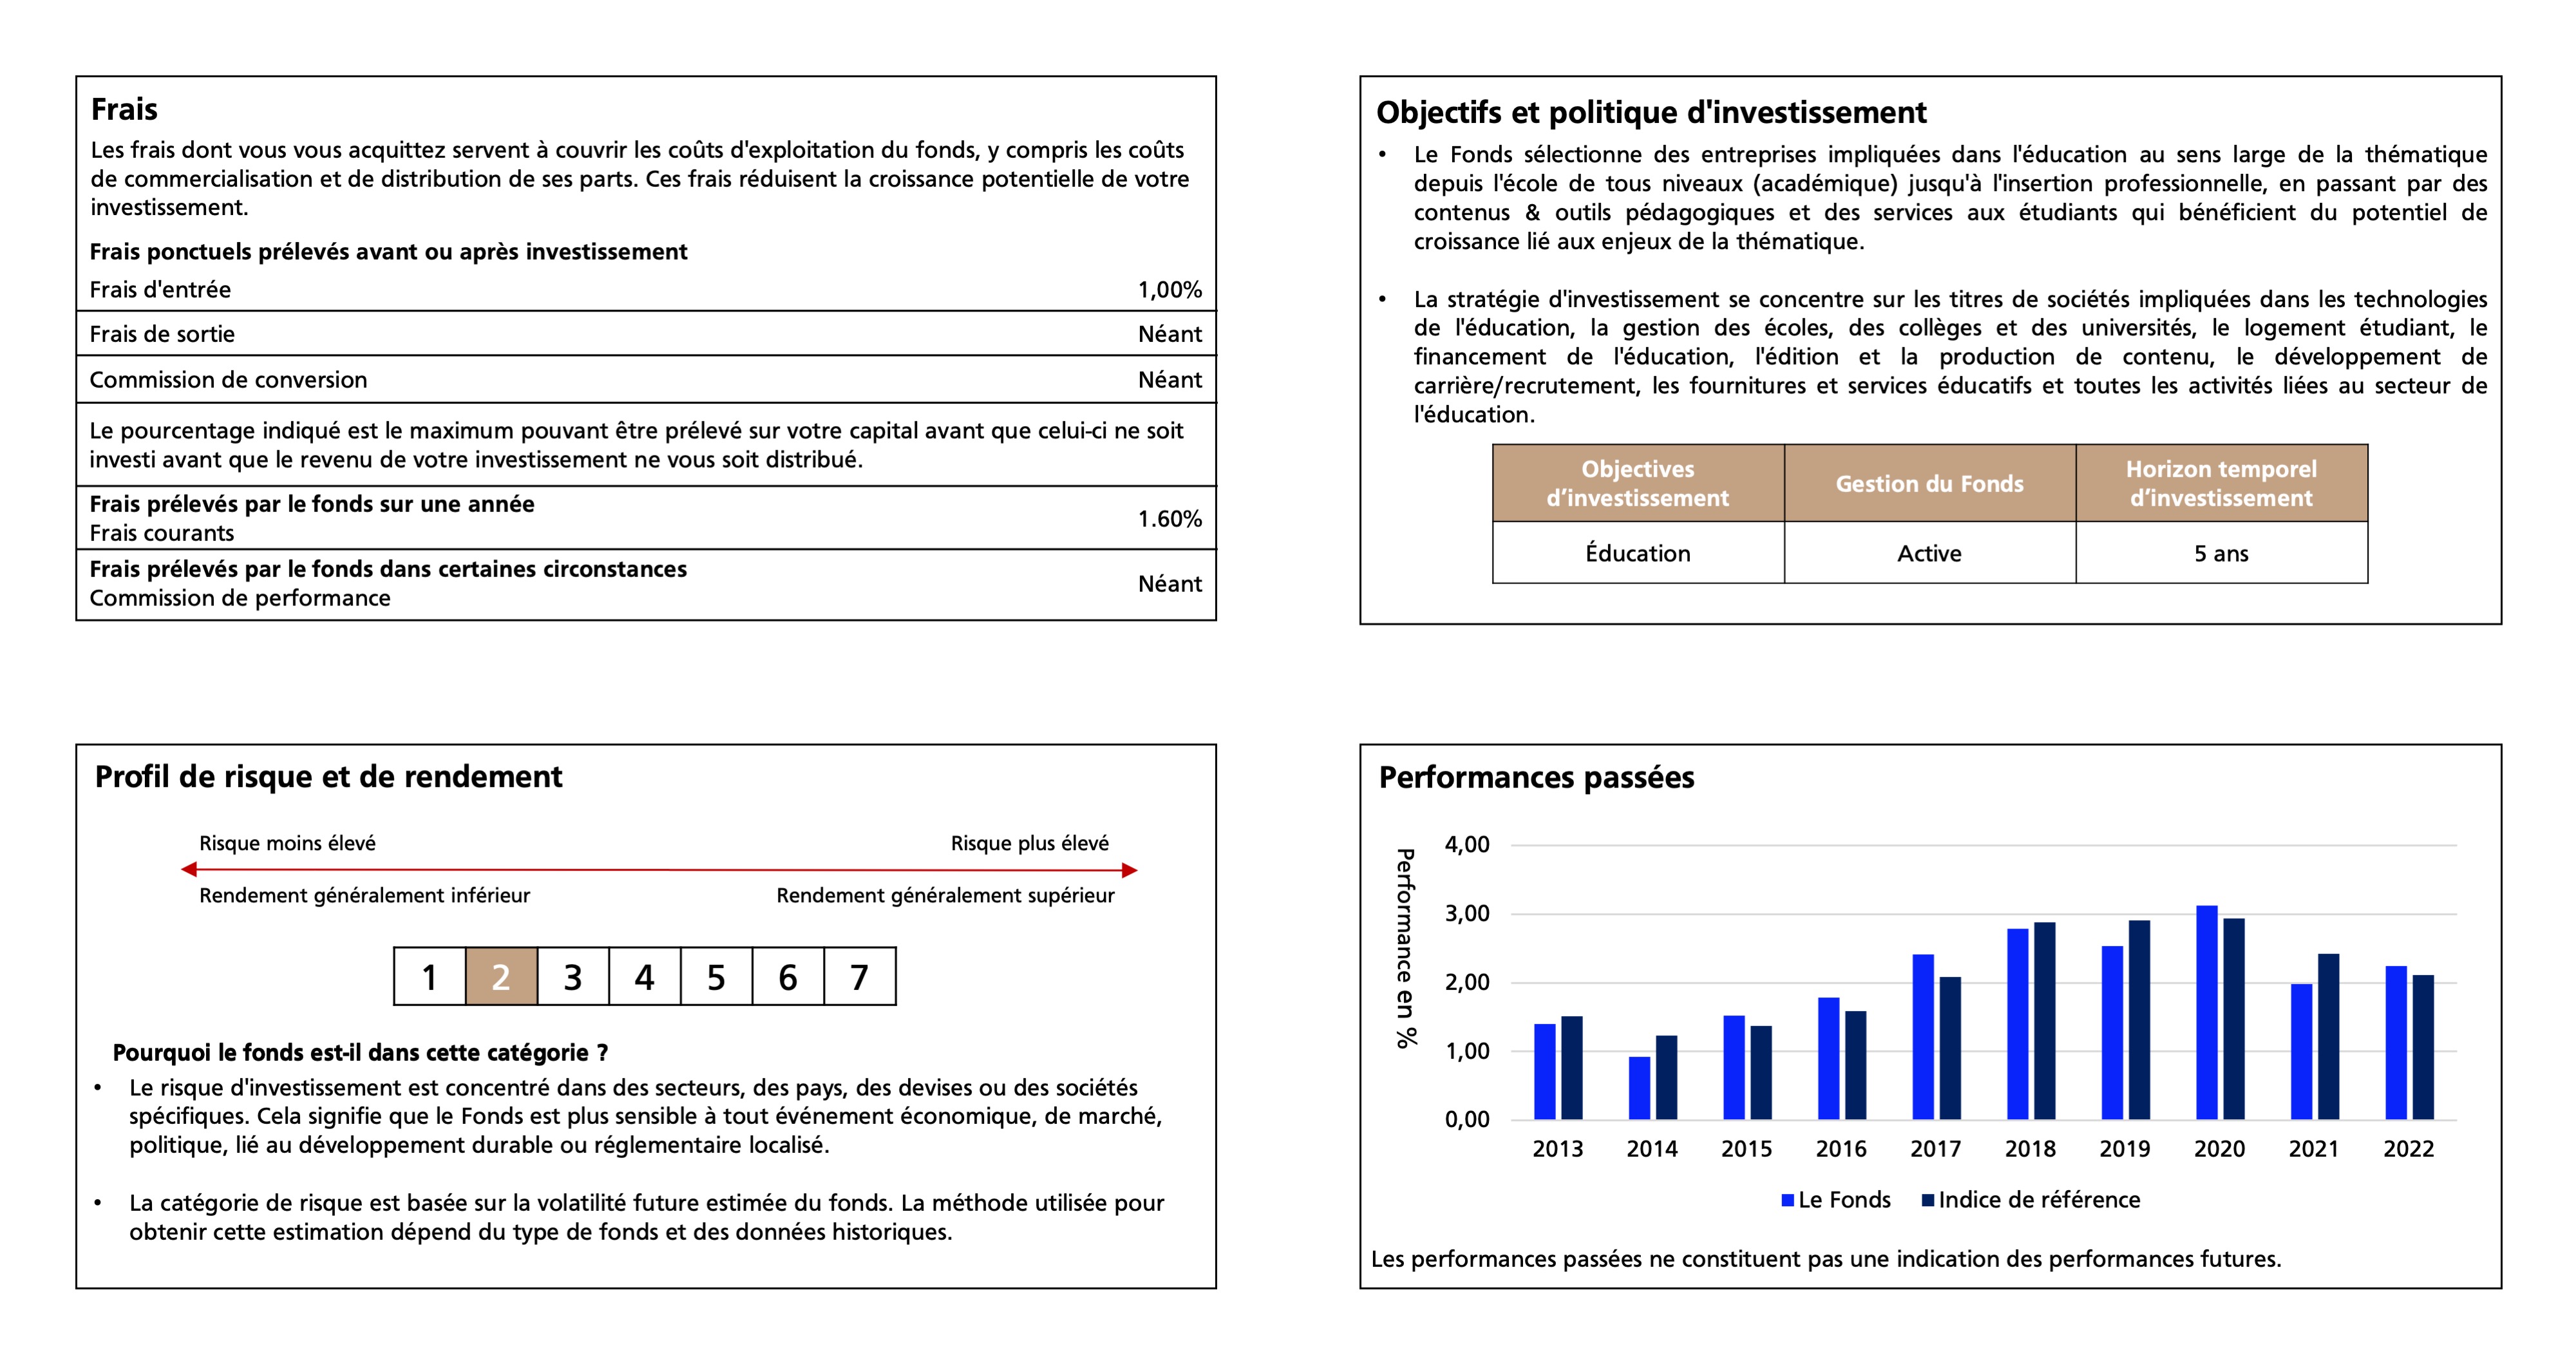 Frais
Les frais dont vous vous acquittez servent à couvrir les coûts d'exploitation du fonds, y compris les coûts
de commercialisation et de distribution de ses parts. Ces frais réduisent la croissance potentielle de votre
investissement.
Frais ponctuels prélevés avant ou après investissement
Frais d'entrée 1,00%
Frais de sortie Néant
Commission de conversion Néant
Le pourcentage indiqué est le maximum pouvant être prélevé sur votre capital avant que celui-ci ne soit
investi avant que le revenu de votre investissement ne vous soit distribué.
Frais prélevés par le fonds sur une année
Frais courants 1.60%
Frais prélevés par le fonds dans certaines circonstances
Commission de performance Néant
Objectifs et politique d'investissement
• Le Fonds sélectionne des entreprises impliquées dans l'éducation au sens large de la thématique
depuis l'école de tous niveaux (académique) jusqu'à l'insertion professionnelle, en passant par des
contenus & outils pédagogiques et des services aux étudiants qui bénéficient du potentiel de
croissance lié aux enjeux de la thématique.
• La stratégie d'investissement se concentre sur les titres de sociétés impliquées dans les technologies
de l'éducation, la gestion des écoles, des collèges et des universités, le logement étudiant, le
financement de l'éducation, l'édition et la production de contenu, le développement de
carrière/recrutement, les fournitures et services éducatifs et toutes les activités liées au secteur de
l'éducation.
Objectives
d’investissement
Gestion du Fonds
Horizon temporel
d’investissement
Éducation Active 5 ans
Profil de risque et de rendement
Risque moins élevé Risque plus élevé
Rendement généralement inférieur Rendement généralement supérieur
1 2 3 4 5 6 7
Pourquoi le fonds est-il dans cette catégorie ?
• Le risque d'investissement est concentré dans des secteurs, des pays, des devises ou des sociétés
spécifiques. Cela signifie que le Fonds est plus sensible à tout événement économique, de marché,
politique, lié au développement durable ou réglementaire localisé.
• La catégorie de risque est basée sur la volatilité future estimée du fonds. La méthode utilisée pour
obtenir cette estimation dépend du type de fonds et des données historiques.
Performances passées
Performance en %
4,00
3,00
2,00
1,00
0,00
2013 2014 2015 2016 2017 2018 2019 2020 2021 2022
Le Fonds Indice de référence
Les performances passées ne constituent pas une indication des performances futures.